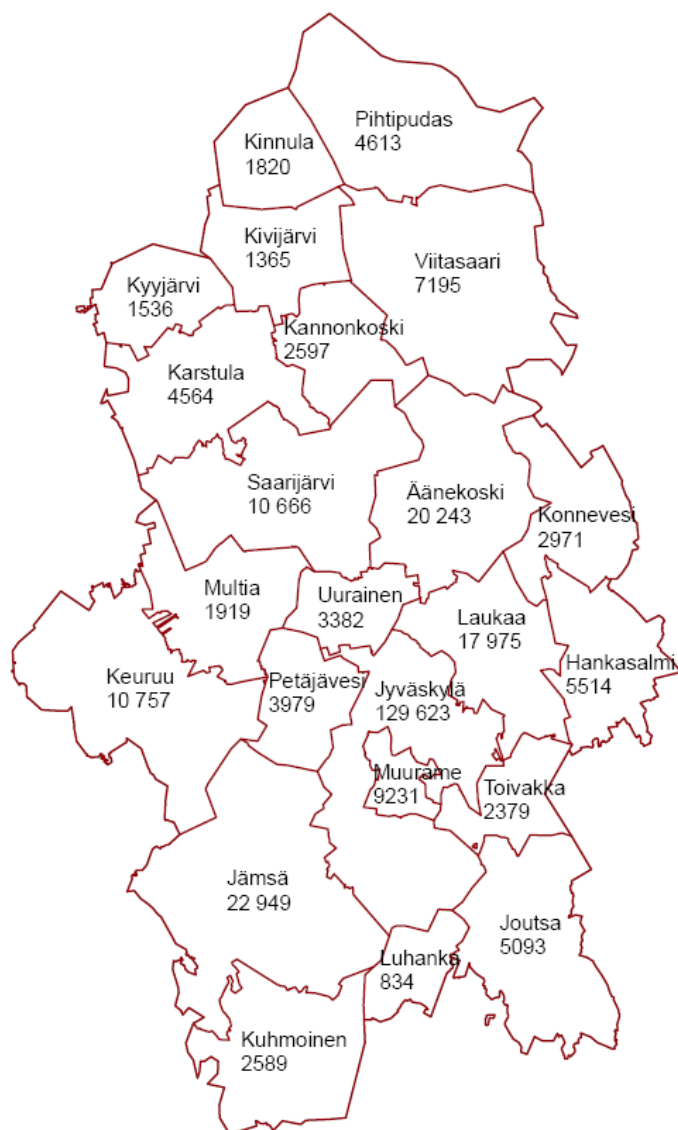 Pihtipudas
4613
Kinnula
1820
Kivijärvi
1365
Viitasaari
7195
Kyyjärvi
1536
Kannonkoski
2597
Karstula
4564
Saarijärvi
10 666
Äänekoski
20 243
Konnevesi
2971
Multia
1919
Uurainen
3382
Laukaa
17 975
Hankasalmi
5514
Keuruu
10 757
Petäjävesi
3979
Jyväskylä
129 623
Muurame
9231
Toivakka
2379
Jämsä
22 949
Joutsa
5093
Luhanka
834
Kuhmoinen
2589